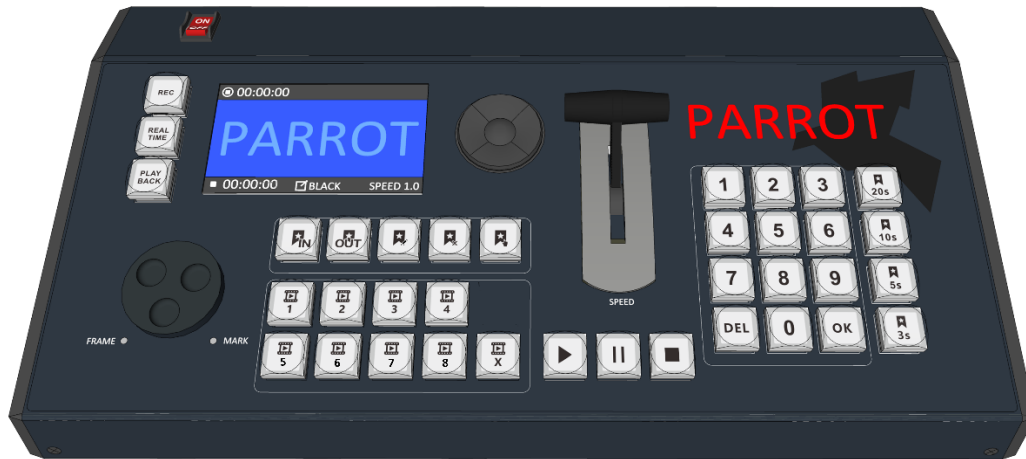 ON
OFF
REC
REAL
TIME
PLAY
BACK
00:00:00
PARROT
00:00:00 BLACK SPEED 1.0
PARROT
IN OUT
1 2 3 4
5 6 7 8 X
FRAME MARK
SPEED
1 2 3 20s
4 5 6 10s
7 8 9 5s
DEL 0 OK 3s